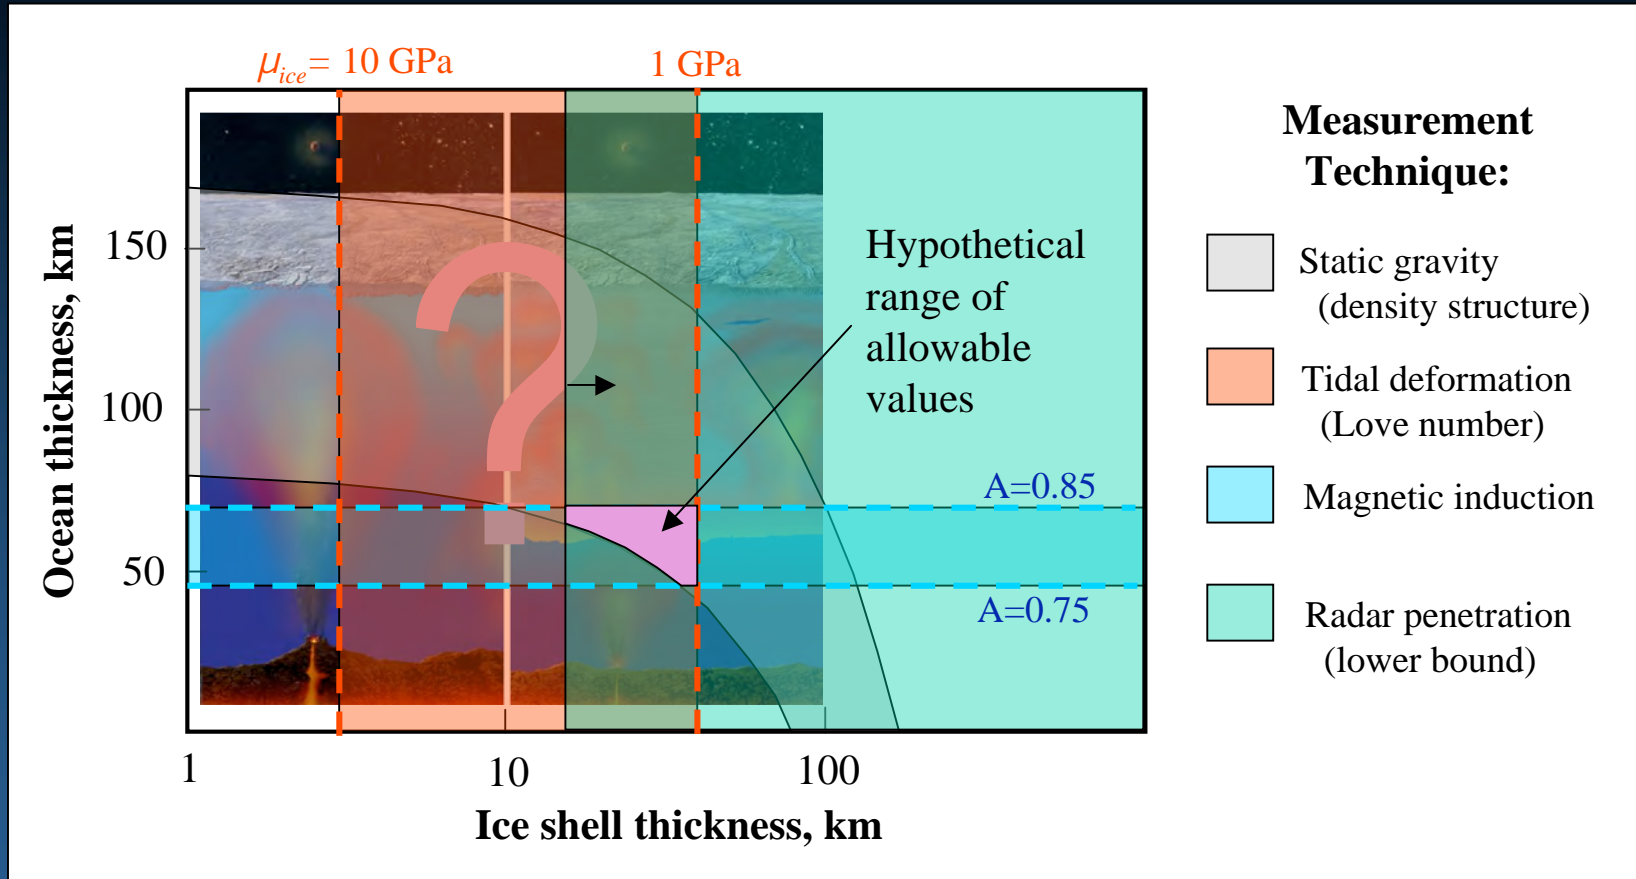 μice= 10 GPa
1 GPa
Measurement
Technique:
Static gravity
(density structure)
Tidal deformation
(Love number)
Magnetic induction
Radar penetration
(lower bound)
Hypothetical
range of
allowable
values
?
A=0.85
A=0.75
Ocean thickness, km
150
100
50
1
10
100
Ice shell thickness, km